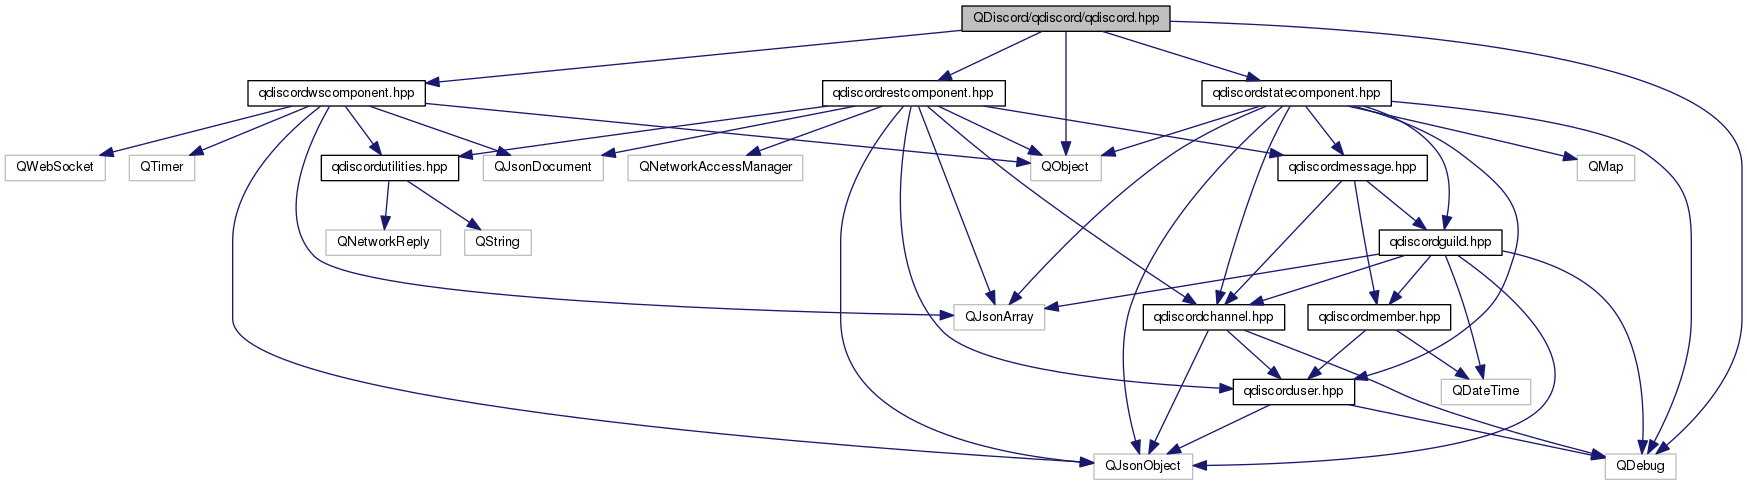 QDiscord/qdiscord/qdiscord.hpp
qdiscordwscomponent.hpp
qdiscordrestcomponent.hpp
qdiscordstatecomponent.hpp
QWebSocket
QTimer
qdiscordutilities.hpp
QJsonDocument
QNetworkAccessManager
QObject
qdiscordmessage.hpp
QMap
QNetworkReply
QString
qdiscordguild.hpp
QJsonArray
qdiscordchannel.hpp
qdiscordmember.hpp
qdiscorduser.hpp
QDateTime
QJsonObject
QDebug